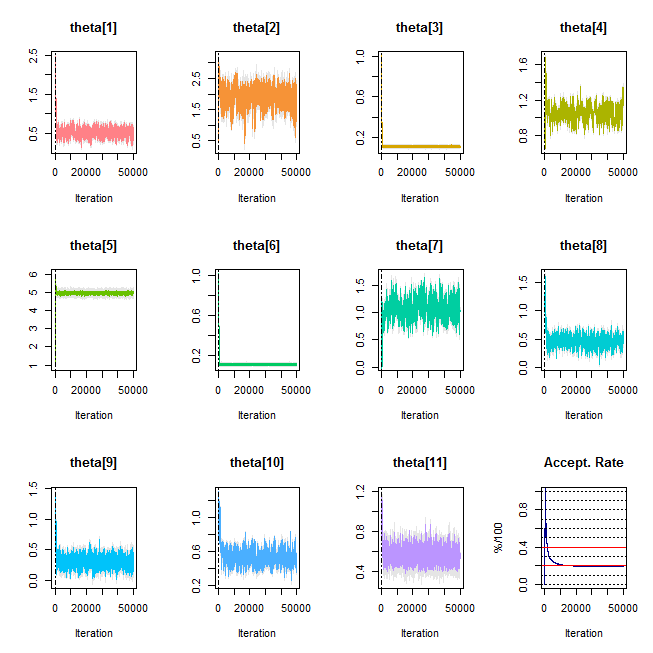 theta[1] theta[2] theta[3] theta[4]
0.5 1.5 2.5
0.5 1.5 2.5
0.2 0.6 1.0
0.8 1.2 1.6
0 20000 50000 0 20000 50000 0 20000 50000 0 20000 50000
Iteration Iteration Iteration Iteration
theta[5] theta[6] theta[7] theta[8]
1 2 3 4 5 6
0.2 0.6 1.0
0.0 0.5 1.0 1.5
0.0 0.5 1.0 1.5
0 20000 50000 0 20000 50000 0 20000 50000 0 20000 50000
Iteration Iteration Iteration Iteration
theta[9] theta[10] theta[11] Accept. Rate
0.0 0.5 1.0 1.5
0.2 0.6 1.0
0.4 0.8 1.2
%/100
0.0 0.4 0.8
0 20000 50000 0 20000 50000 0 20000 50000 0 20000 50000
Iteration Iteration Iteration Iteration